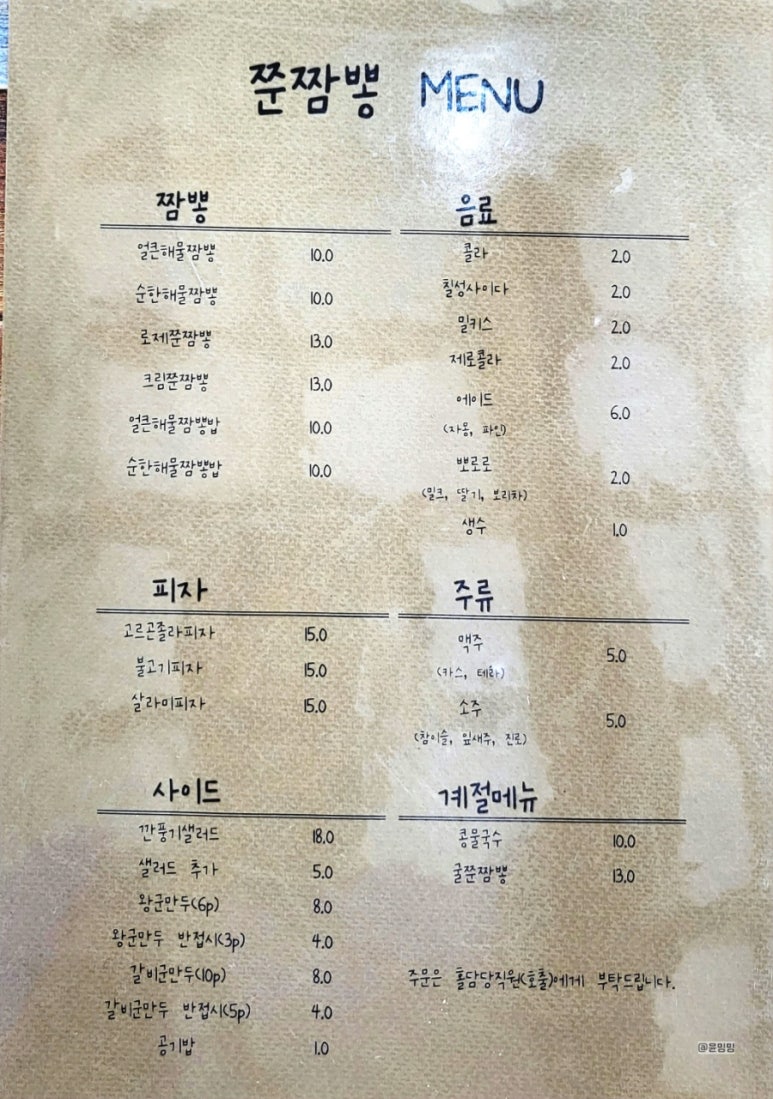 쭌짬뽕 MENU
짬뽕
얼큰해물짬뽕 10.0
순한해물짬뽕 10.0
로제쭌짬뽕 13.0
크림쭌짬뽕 13.0
얼큰해물짬뽕밥 10.0
순한해물짬뽕밥 10.0
피자
고르곤졸라피자 15.0
불고기피자 15.0
살라미피자 15.0
사이드
깐풍기샐러드 18.0
샐러드 추가 5.0
왕군만두(6p) 8.0
왕군만두 반접시(3p) 4.0
갈비군만두(10p) 8.0
갈비군만두 반접시(5p) 4.0
공기밥 1.0
음료
콜라 2.0
칠성사이다 2.0
밀키스 2.0
제로콜라 2.0
에이드 6.0
(자몽, 파인)
뽀로로 2.0
(밀크, 딸기, 보리차)
생수 1.0
주류
맥주 5.0
(카스, 테라)
소주 5.0
(참이슬, 잎새주, 진로)
계절메뉴
콩물국수 10.0
굴쭌짬뽕 13.0
주문은 홀담당직원(호출)에게 부탁드립니다.
@윤밍밍